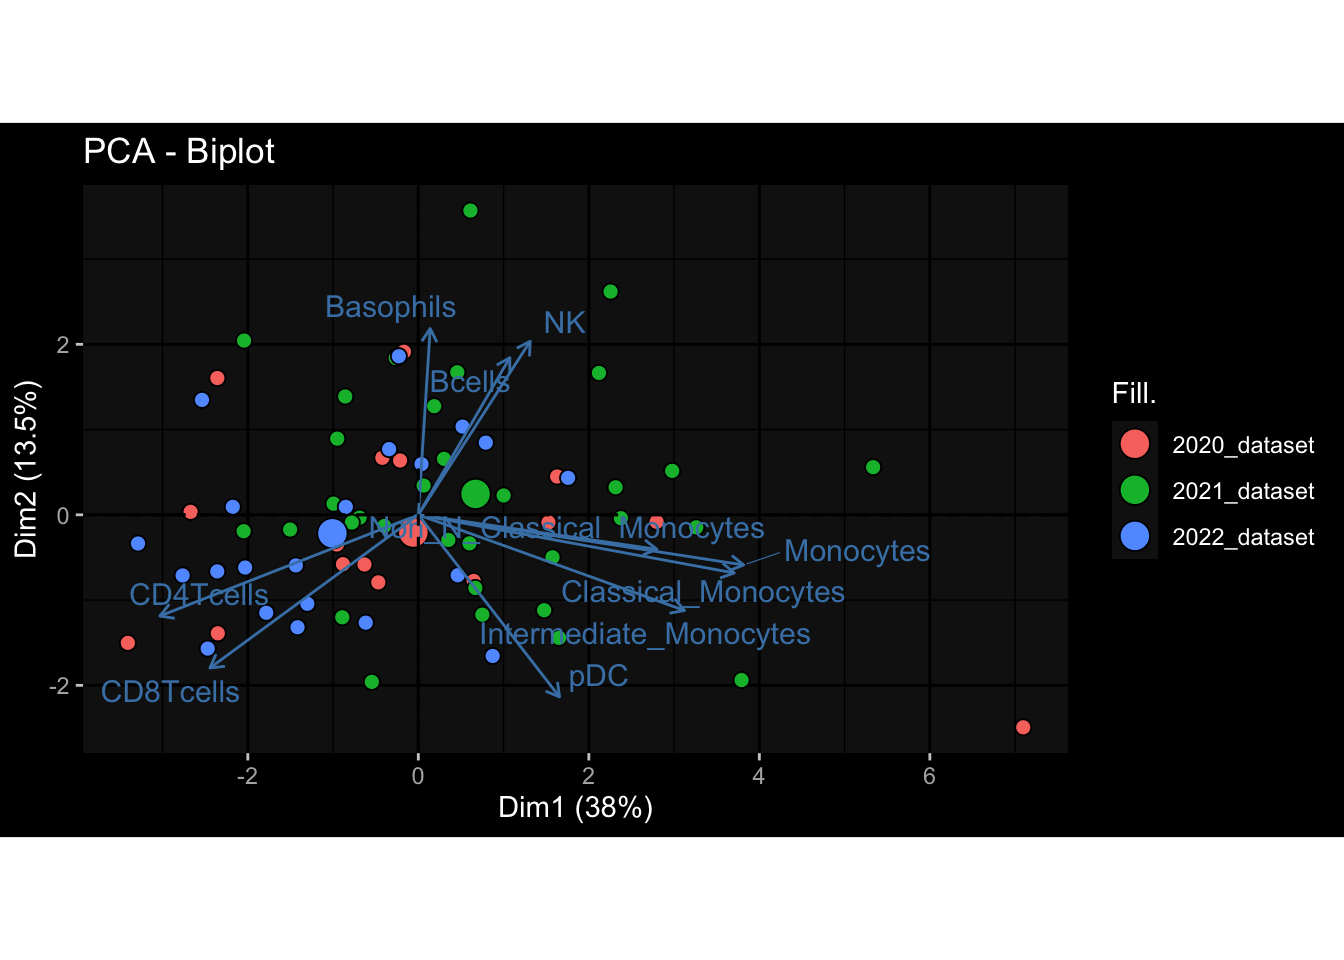 PCA - Biplot
Dim2 (13.5%)
2
0
-2
Basophils
NK
Bcells
Non_N_Classical_Monocytes
Monocytes
CD4Tcells
Classical_Monocytes
Intermediate_Monocytes
pDC
CD8Tcells
-2
0
2
4
6
Dim1 (38%)
Fill.
2020_dataset
2021_dataset
2022_dataset